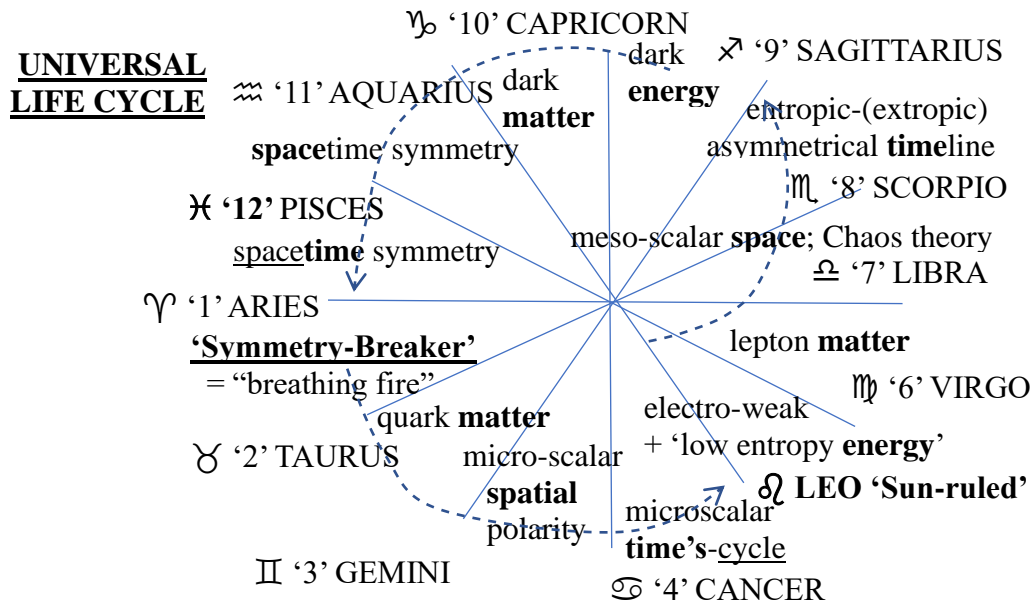 ♑ ‘10’ CAPRICORN
UNIVERSAL
LIFE CYCLE
dark
energy
♐ ‘9’ SAGITTARIUS
♒ ‘11’ AQUARIUS
dark
matter
entropic-(extropic)
asymmetrical timeline
spacetime symmetry
♏ ‘8’ SCORPIO
♓ ‘12’ PISCES
spacetime symmetry
meso-scalar space; Chaos theory
♎ ‘7’ LIBRA
♈ ‘1’ ARIES
‘Symmetry-Breaker’
= “breathing fire”
lepton matter
♍ ‘6’ VIRGO
quark matter
electro-weak
+ ‘low entropy energy’
♉ ‘2’ TAURUS
micro-scalar
spatial
polarity
♌ LEO ‘Sun-ruled’
microscalar
time's-cycle
♊ ‘3’ GEMINI
♋ ‘4’ CANCER